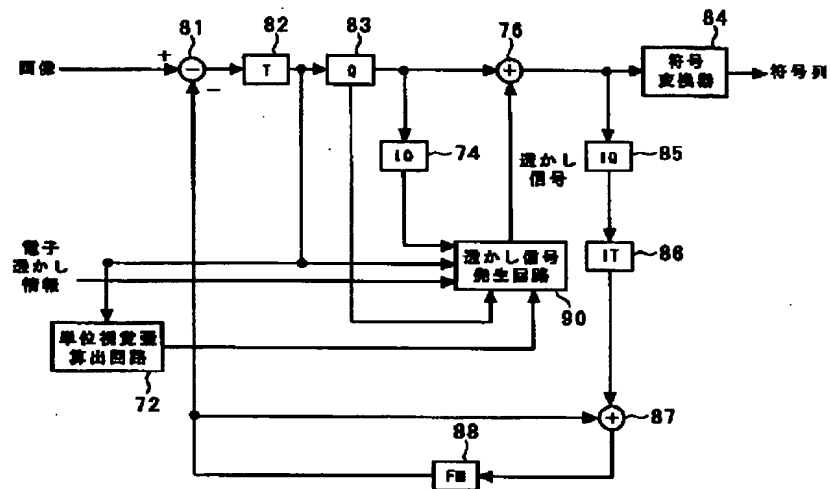 81
82
83
76
84
画像
+
−
−
T
Q
+
符号
変換器
符号列
IQ
74
透かし
信号
IQ
85
電子
透かし
情報
透かし信号
発生回路
90
IT
86
単位視覚量
算出回路
72
+
87
88
Fm